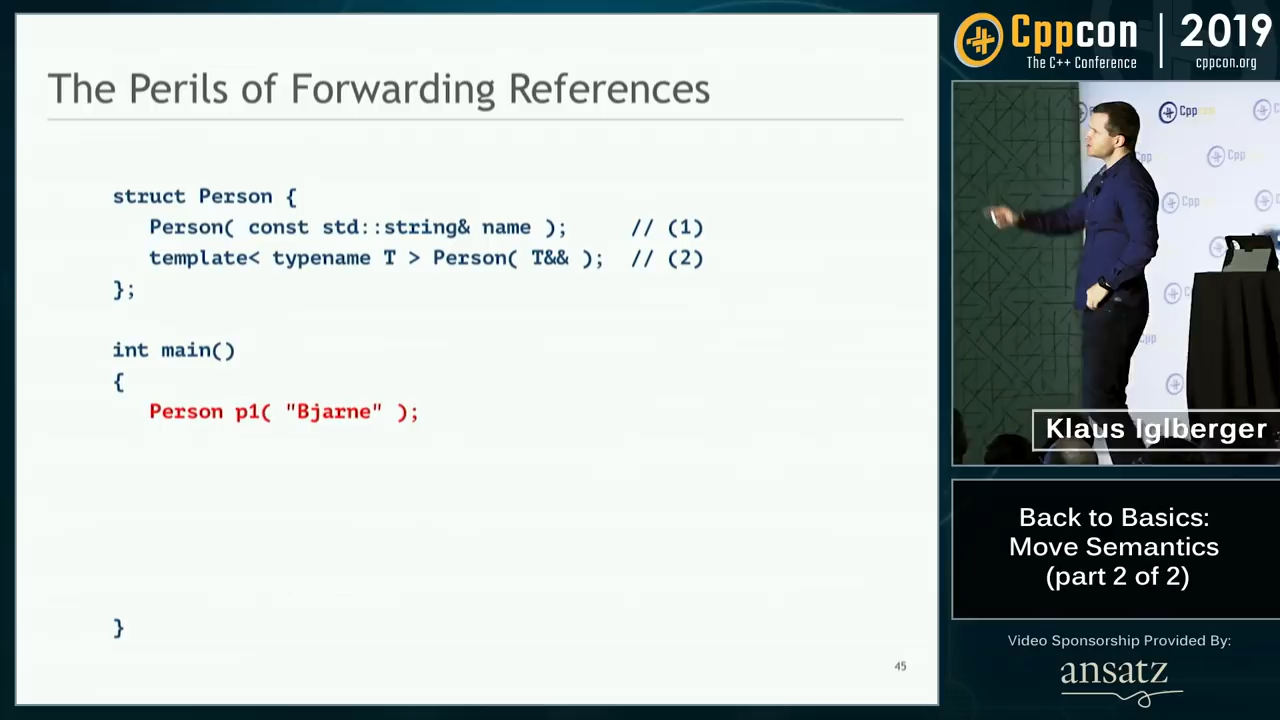 The Perils of Forwarding References
struct Person {
Person( const std::string& name ); // (1)
template< typename T > Person( T&& ); // (2)
};
int main()
{
Person p1( "Bjarne" );
}
45
Cppcon | 2019
The C++ Conference cppcon.org
Cpp
Klaus Iglberger
Back to Basics:
Move Semantics
(part 2 of 2)
Video Sponsorship Provided By:
ansatz